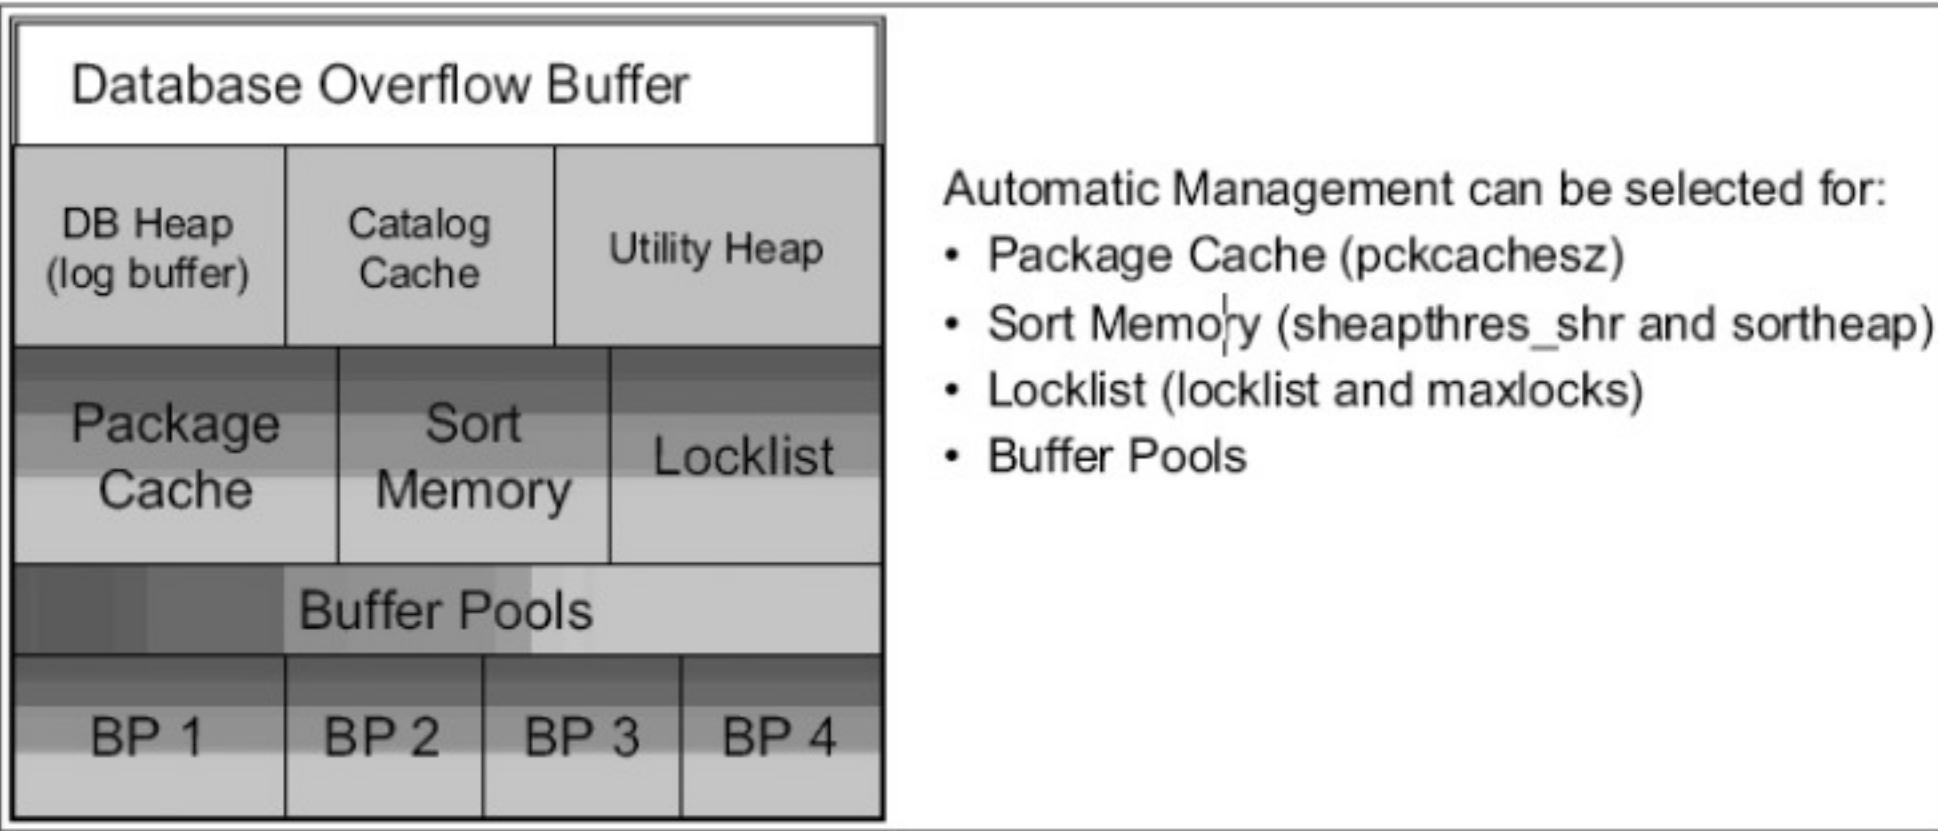 Database Overflow Buffer
DB Heap
(log buffer)
Catalog
Cache
Utility Heap
Package
Cache
Sort
Memory
Locklist
Buffer Pools
BP 1
BP 2
BP 3
BP 4
Automatic Management can be selected for:
• Package Cache (pckcachesz)
• Sort Memory (sheapthres_shr and sortheap)
• Locklist (locklist and maxlocks)
• Buffer Pools